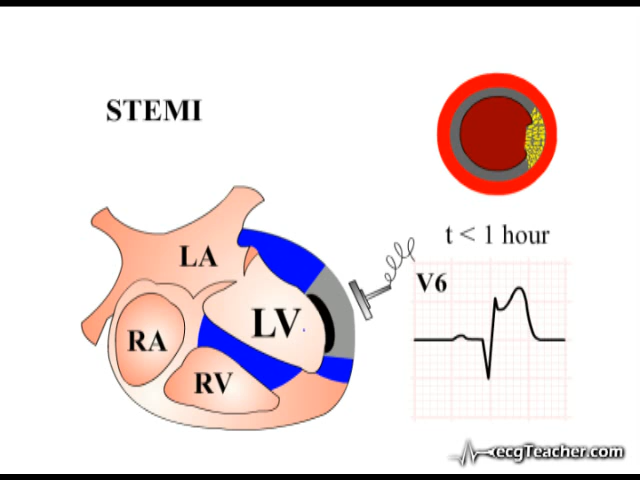 STEMI
t < 1 hour
LA
V6
LV
RA
RV
ecgTeacher.com